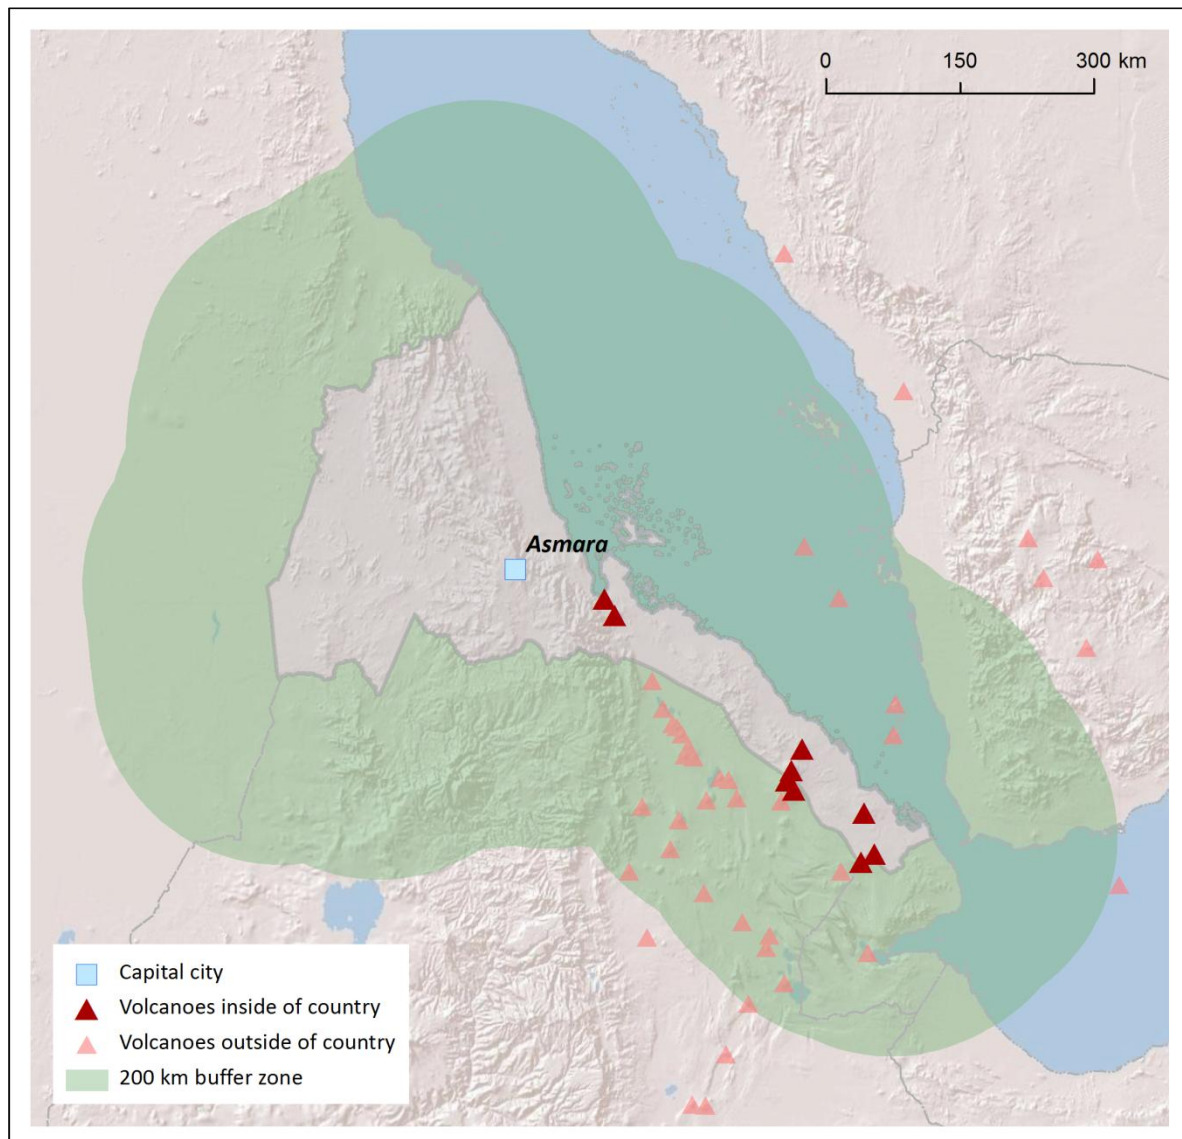 0 150 300 km
Asmara
Capital city
Volcanoes inside of country
Volcanoes outside of country
200 km buffer zone